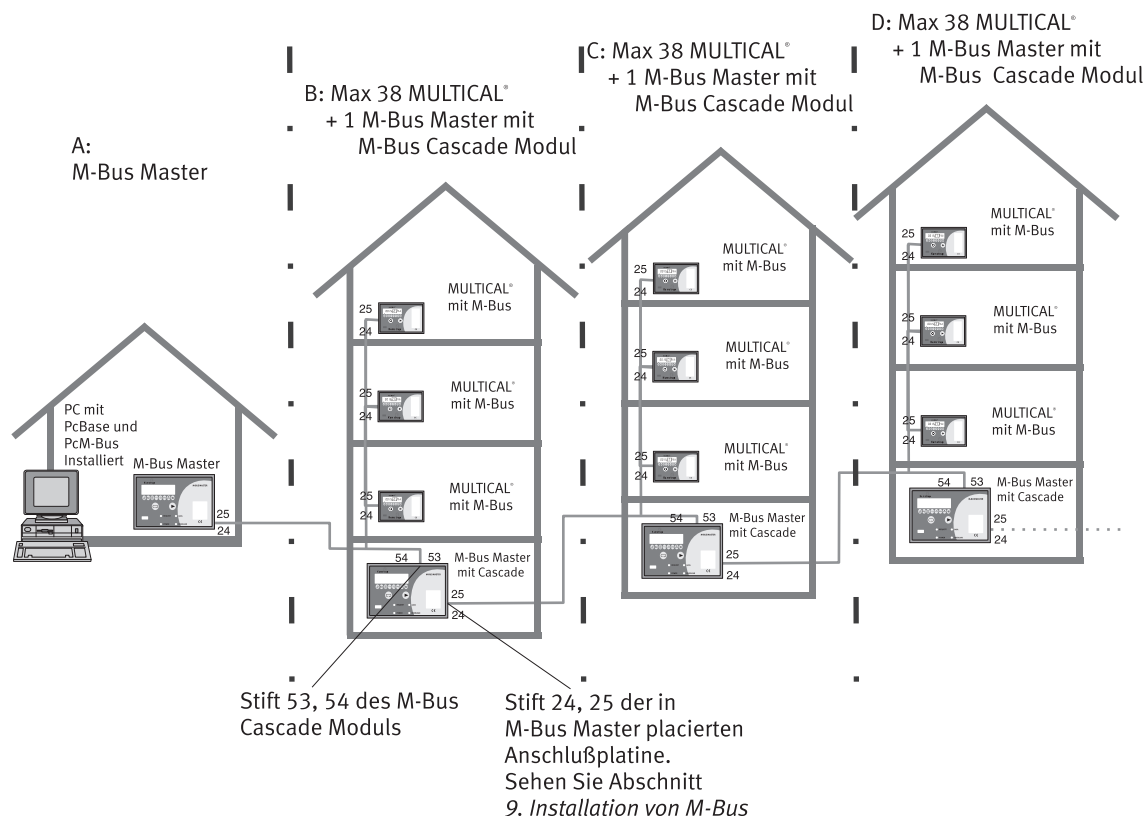 A:
M-Bus Master
B: Max 38 MULTICAL®
+ 1 M-Bus Master mit
M-Bus Cascade Modul
C: Max 38 MULTICAL®
+ 1 M-Bus Master mit
M-Bus Cascade Modul
D: Max 38 MULTICAL®
+ 1 M-Bus Master mit
M-Bus Cascade Modul
PC mit
PcBase und
PcM-Bus
Installiert
M-Bus Master
25
24
25
24
MULTICAL®
mit M-Bus
25
24
MULTICAL®
mit M-Bus
25
24
MULTICAL®
mit M-Bus
54 53
M-Bus Master
mit Cascade
25
24
25
24
MULTICAL®
mit M-Bus
25
24
MULTICAL®
mit M-Bus
25
24
MULTICAL®
mit M-Bus
54 53
M-Bus Master
mit Cascade
25
24
25
24
MULTICAL®
mit M-Bus
25
24
MULTICAL®
mit M-Bus
25
24
MULTICAL®
mit M-Bus
54 53
M-Bus Master
mit Cascade
25
24
Stift 53, 54 des M-Bus
Cascade Moduls
Stift 24, 25 der in
M-Bus Master placierten
Anschlußplatine.
Sehen Sie Abschnitt
9. Installation von M-Bus